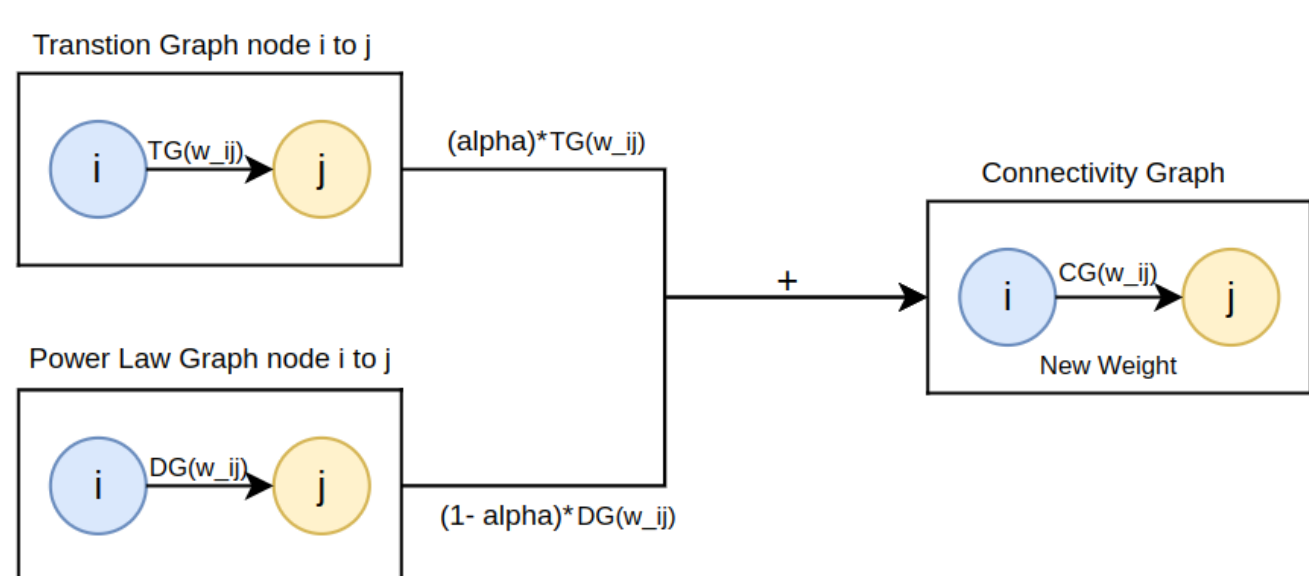 Transtion Graph node i to j
i
TG(w_ij)
j
(alpha)*TG(w_ij)
Power Law Graph node i to j
i
DG(w_ij)
j
(1- alpha)*DG(w_ij)
+
Connectivity Graph
i
CG(w_ij)
j
New Weight